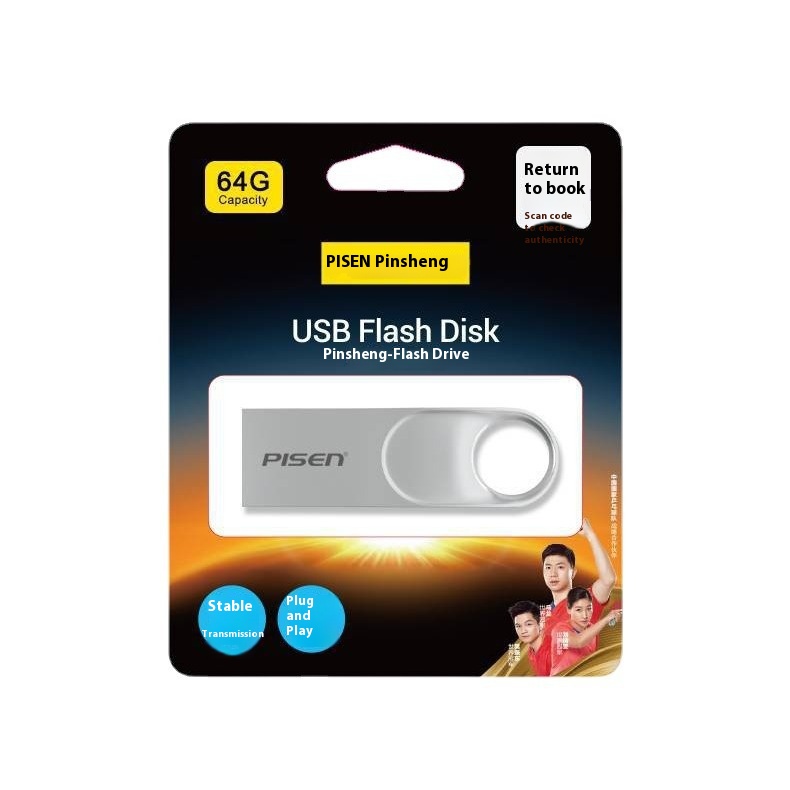 64G
Capacity
Return
to book
Scan code
to check
authenticity
PISEN Pinsheng
USB Flash Disk
Pinsheng-Flash Drive
PISEN®
Stable
Transmission
Plug
and
Play